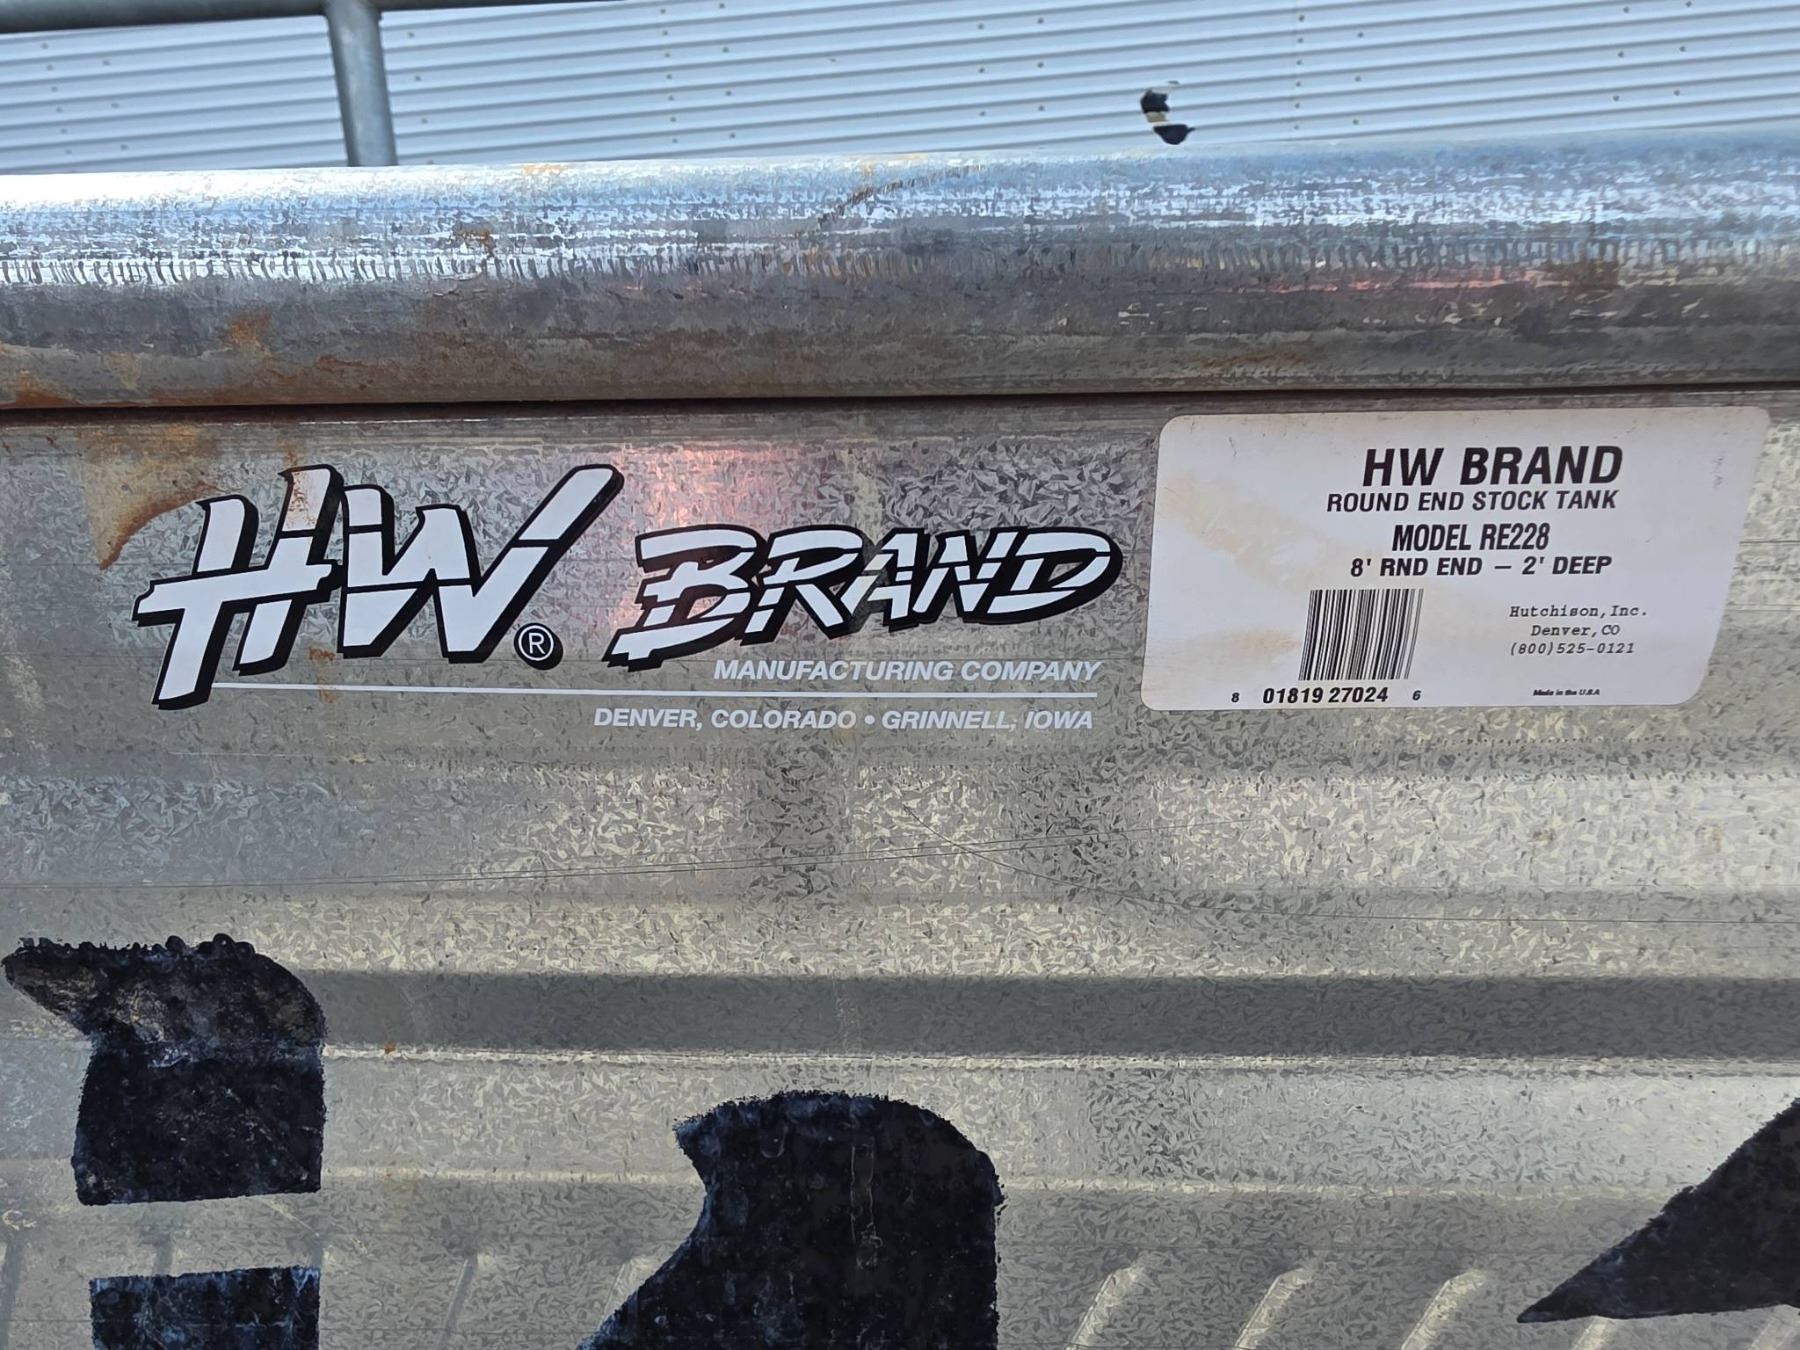 HW® BRAND
MANUFACTURING COMPANY
DENVER, COLORADO • GRINNELL, IOWA
HW BRAND
ROUND END STOCK TANK
MODEL RE228
8' RND END — 2' DEEP
Hutchison, Inc.
Denver, CO
(800)525-0121
8 01819 27024 6
Made in the U.S.A